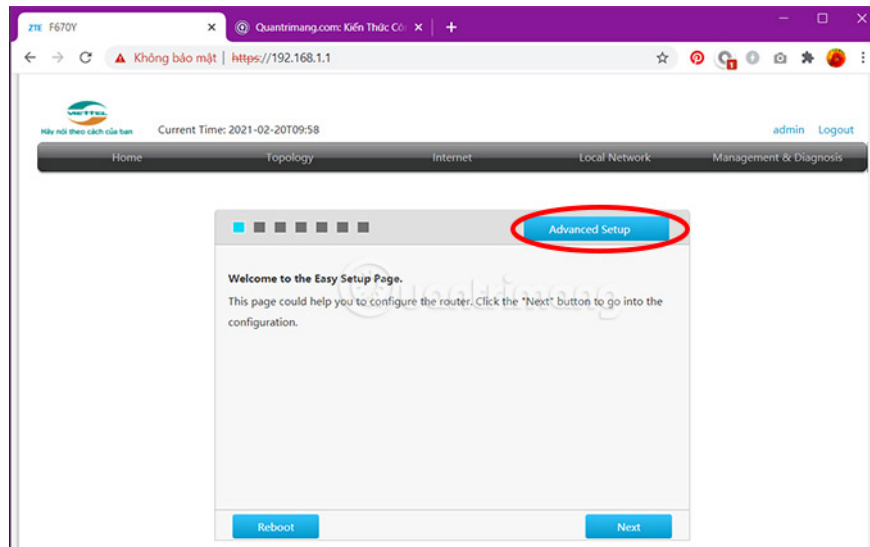 ZTE F670Y
Quantrimang.com: Kiến Thức Cô
Không bảo mật https://192.168.1.1
1
VIETTEL
Hãy nói theo cách của bạn
Current Time: 2021-02-20T09:58
admin Logout
Home Topology Internet Local Network Management & Diagnosis
Advanced Setup
Welcome to the Easy Setup Page.
This page could help you to configure the router. Click the "Next" button to go into the
configuration.
Quantrimang
Reboot Next